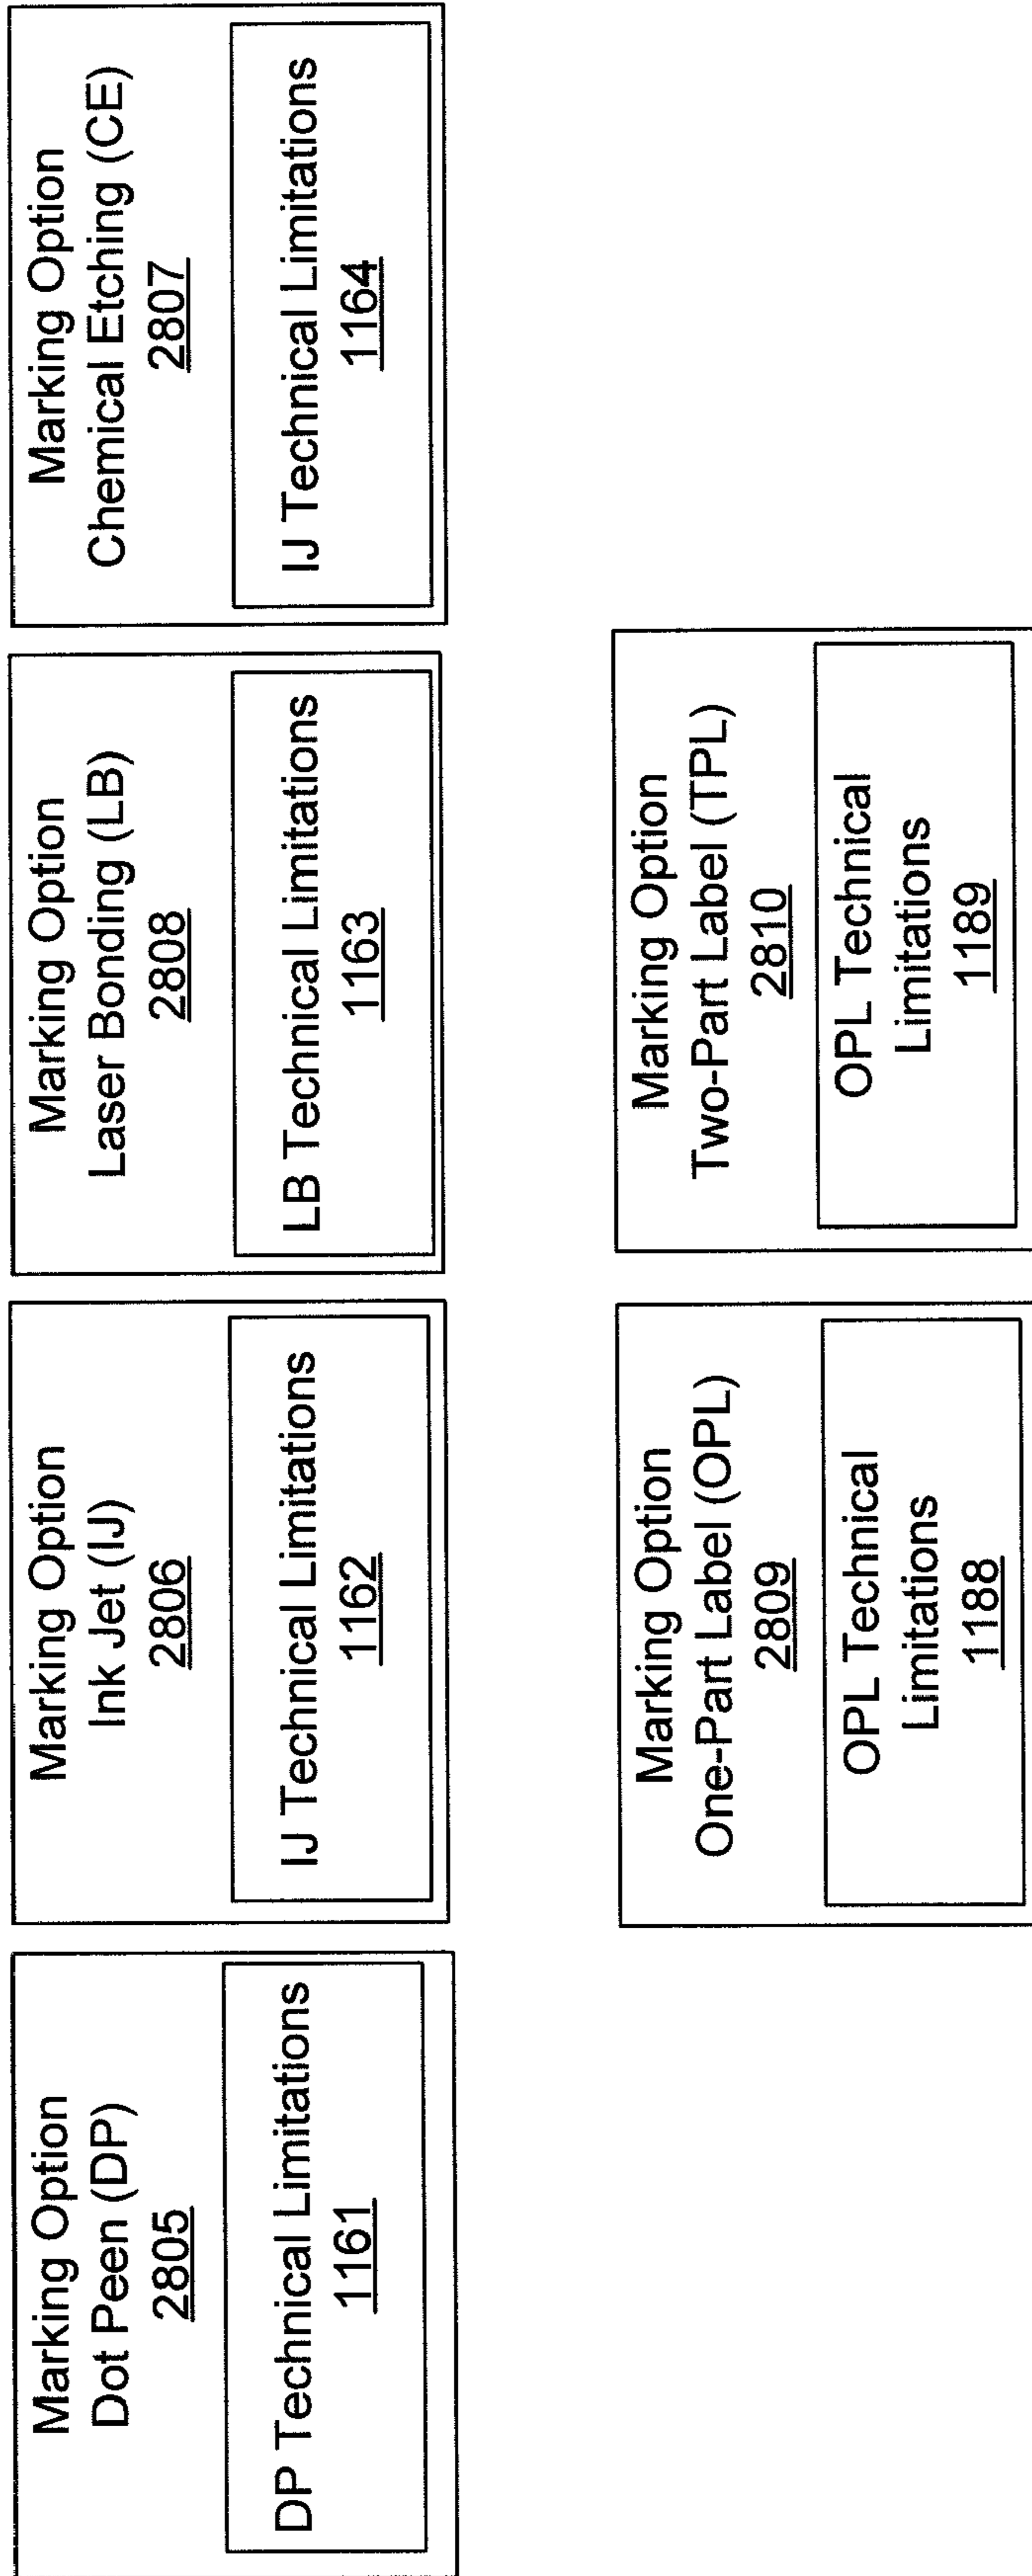 Marking Option
Dot Peen (DP)
2805
DP Technical Limitations
1161
Marking Option
Ink Jet (IJ)
2806
IJ Technical Limitations
1162
Marking Option
Laser Bonding (LB)
2808
LB Technical Limitations
1163
Marking Option
Chemical Etching (CE)
2807
IJ Technical Limitations
1164
Marking Option
One-Part Label (OPL)
2809
OPL Technical
Limitations
1188
Marking Option
Two-Part Label (TPL)
2810
OPL Technical
Limitations
1189